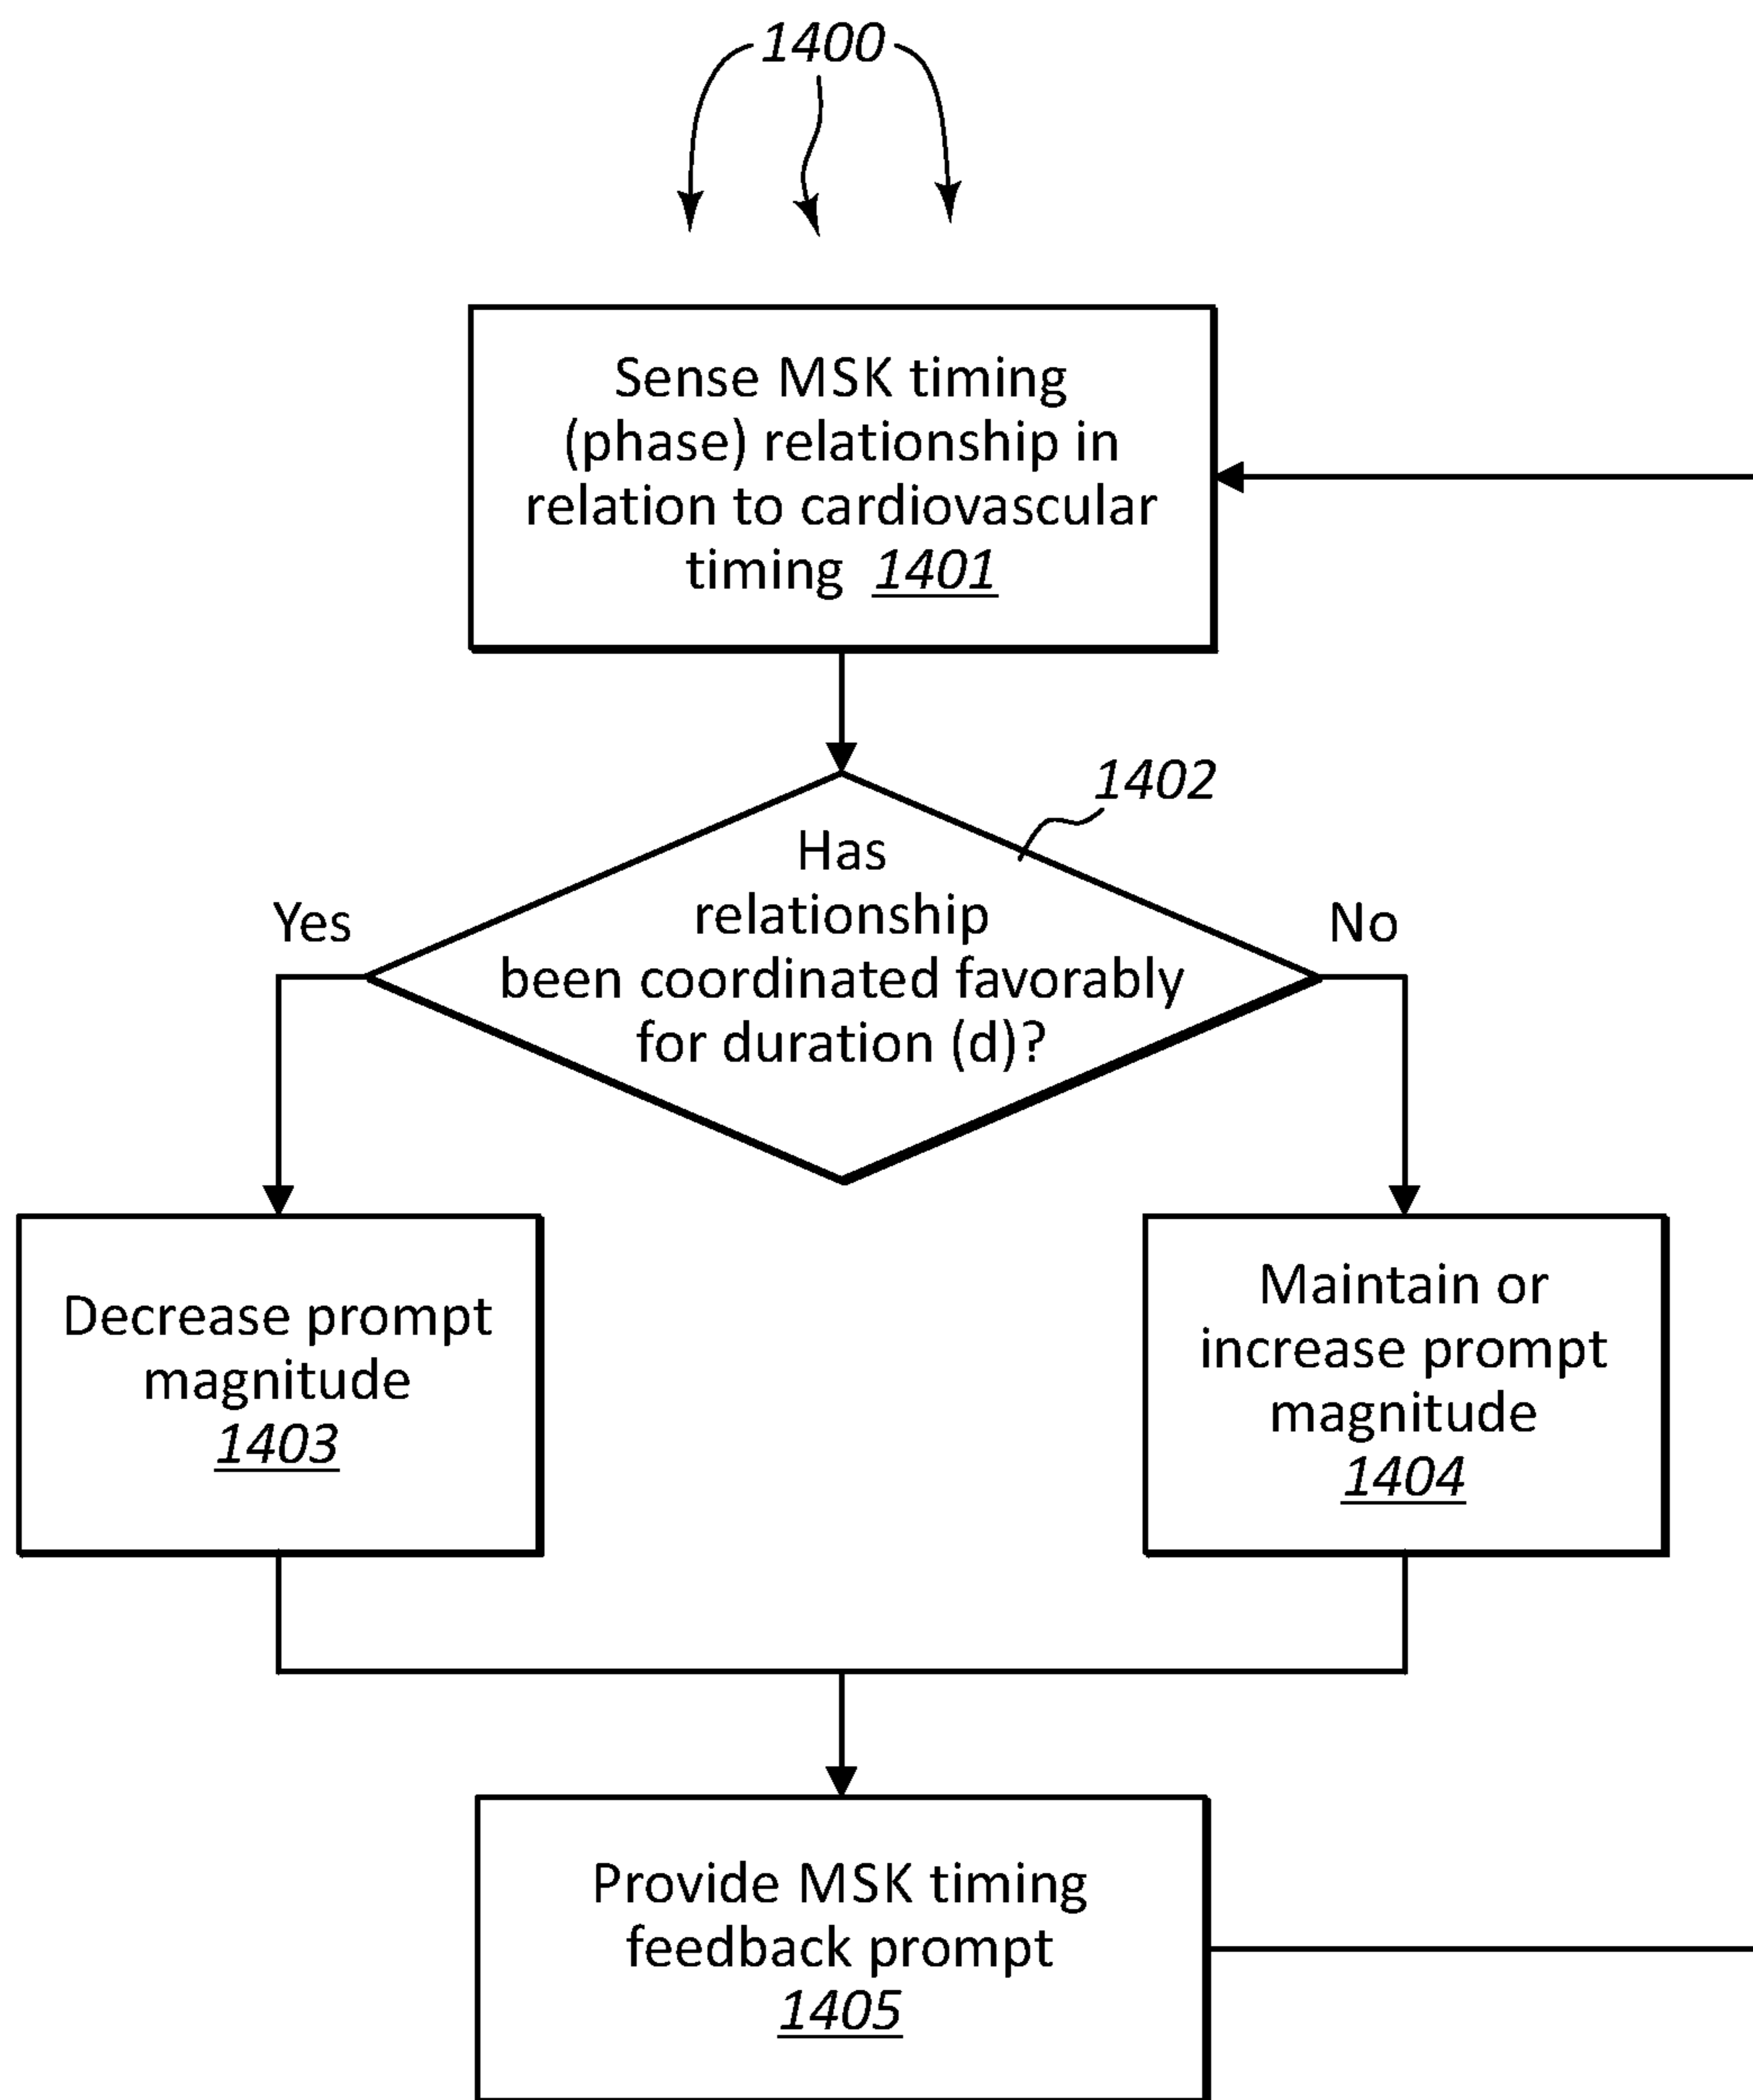 1400
Sense MSK timing
(phase) relationship in
relation to cardiovascular
timing 1401
1402
Has
relationship
been coordinated favorably
for duration (d)?
Yes
No
Decrease prompt
magnitude
1403
Maintain or
increase prompt
magnitude
1404
Provide MSK timing
feedback prompt
1405